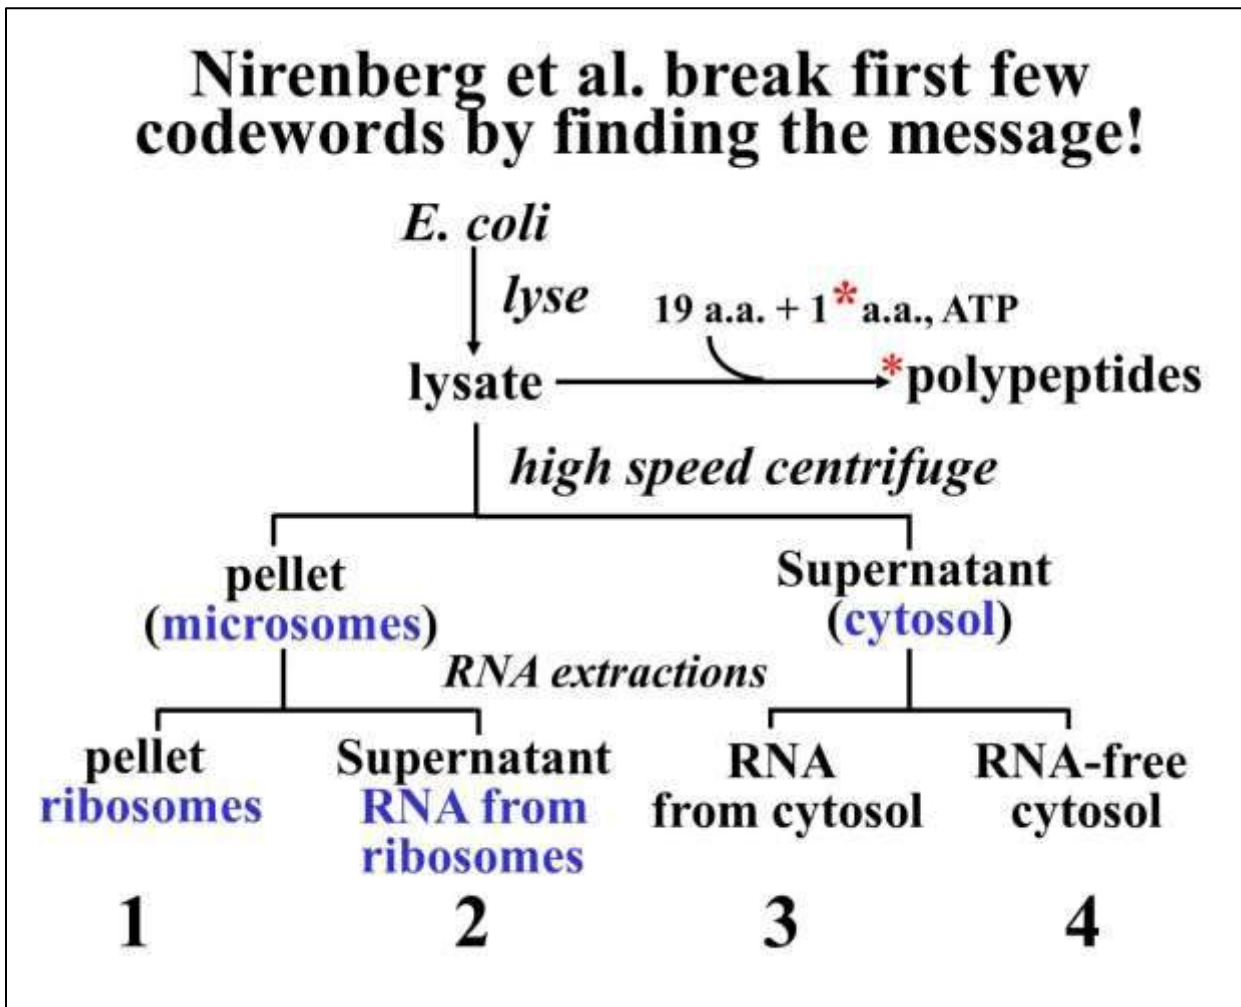 Nirenberg et al. break first few
codewords by finding the message!
E. coli
lyse
19 a.a. + 1*a.a., ATP
lysate
*polypeptides
high speed centrifuge
pellet
(microsomes)
Supernatant
(cytosol)
RNA extractions
pellet
ribosomes
Supernatant
RNA from
ribosomes
RNA
from cytosol
RNA-free
cytosol
1
2
3
4